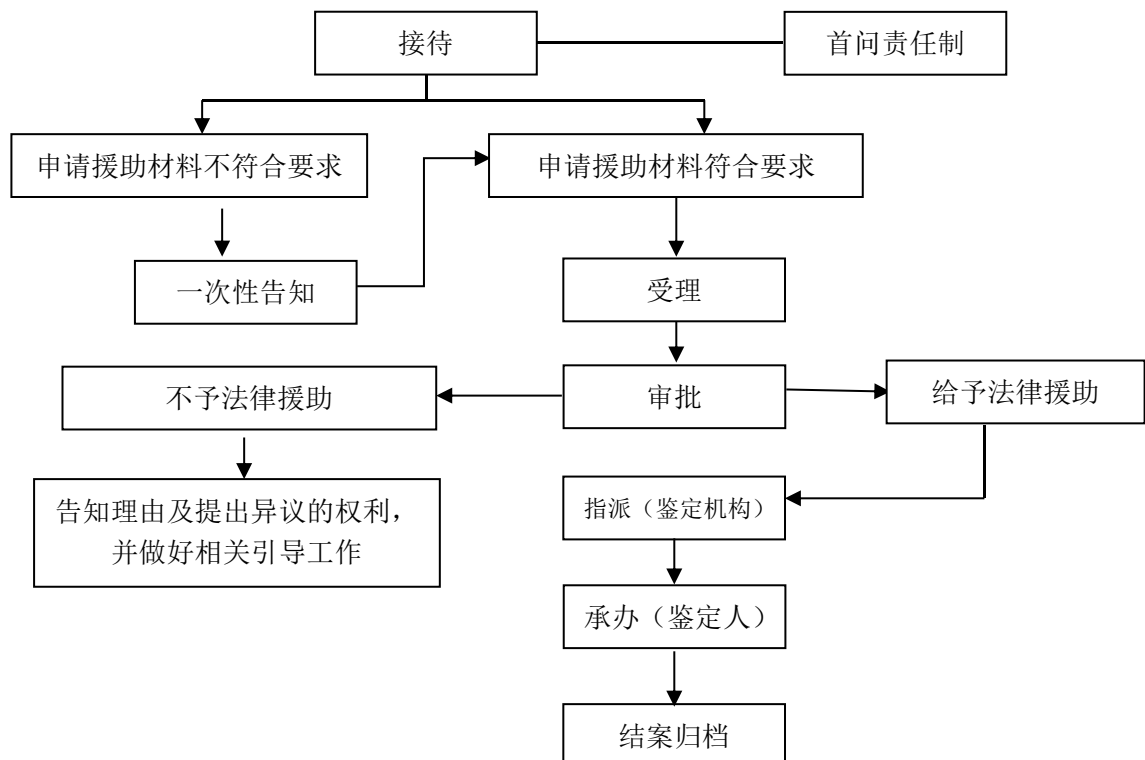 接待
首问责任制
申请援助材料不符合要求
申请援助材料符合要求
一次性告知
受理
不予法律援助
审批
给予法律援助
告知理由及提出异议的权利，
并做好相关引导工作
指派（鉴定机构）
承办（鉴定人）
结案归档